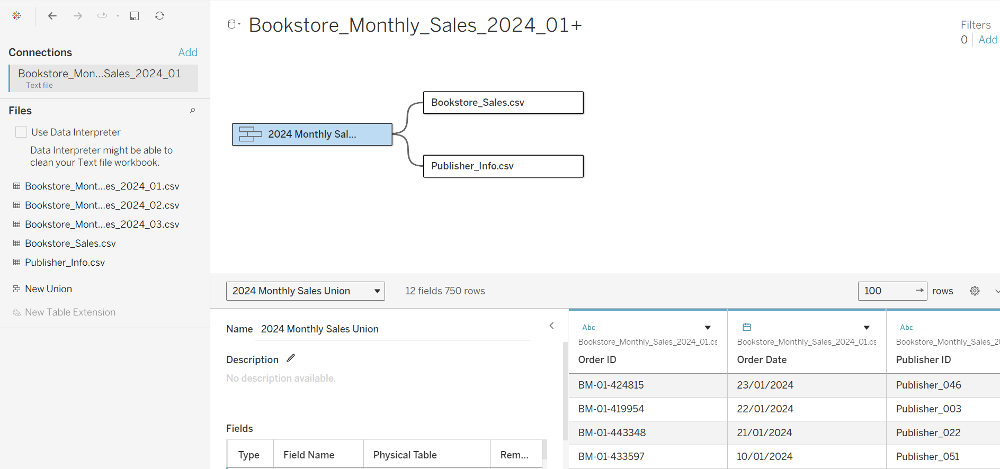 Connections
Add
Bookstore_Mon...Sales_2024_01
Text file
Files
Use Data Interpreter
Data Interpreter might be able to
clean your Text file workbook.
Bookstore_Mont...es_2024_01.csv
Bookstore_Mont...es_2024_02.csv
Bookstore_Mont...es_2024_03.csv
Bookstore_Sales.csv
Publisher_Info.csv
New Union
New Table Extension
Bookstore_Monthly_Sales_2024_01+
Filters
0 Add
2024 Monthly Sal...
Bookstore_Sales.csv
Publisher_Info.csv
2024 Monthly Sales Union
12 fields 750 rows
100 rows
Name 2024 Monthly Sales Union
Description
No description available.
Fields
Type Field Name Physical Table Rem...
Abc Abc
Bookstore_Monthly_Sales_2024_01.cs Bookstore_Monthly_Sales_2024_01.cs Bookstore_Monthly_Sales_20
Order ID Order Date Publisher ID
BM-01-424815 23/01/2024 Publisher_046
BM-01-419954 22/01/2024 Publisher_003
BM-01-443348 21/01/2024 Publisher_022
BM-01-433597 10/01/2024 Publisher_051